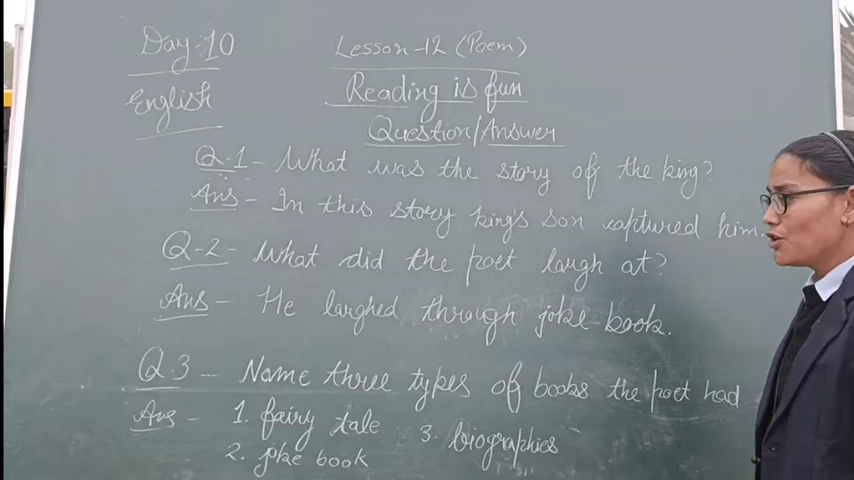 Day:-10 Lesson-12 (Poem)
English Reading is fun
Question/Answer
Q.1- What was the story of the king?
Ans:- In this story king's son captured him.
Q-2- What did the poet laugh at?
Ans- He laughed through joke-book.
Q.3- Name three types of books the poet had
Ans- 1. fairy tale 3. biographies
2. joke book